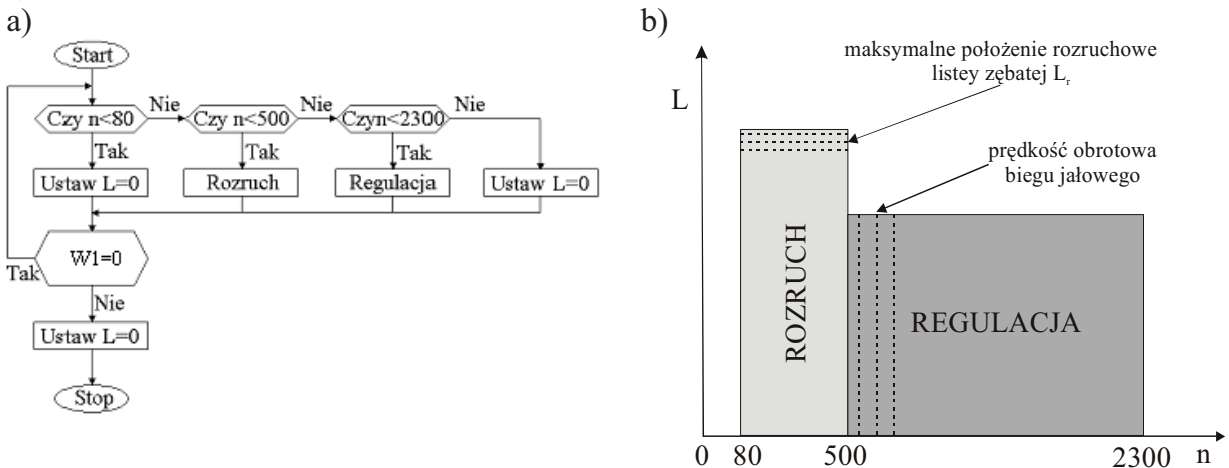 a)
Start
Czy n<80
Nie
Czy n<500
Nie
Czyn<2300
Nie
Tak
Tak
Tak
Ustaw L=0
Rozruch
Regulacja
Ustaw L=0
W1=0
Tak
Nie
Ustaw L=0
Stop
b)
maksymalne położenie rozruchowe
listey zębatej Lr
L
prędkość obrotowa
biegu jałowego
ROZRUCH
REGULACJA
0
80
500
2300
n